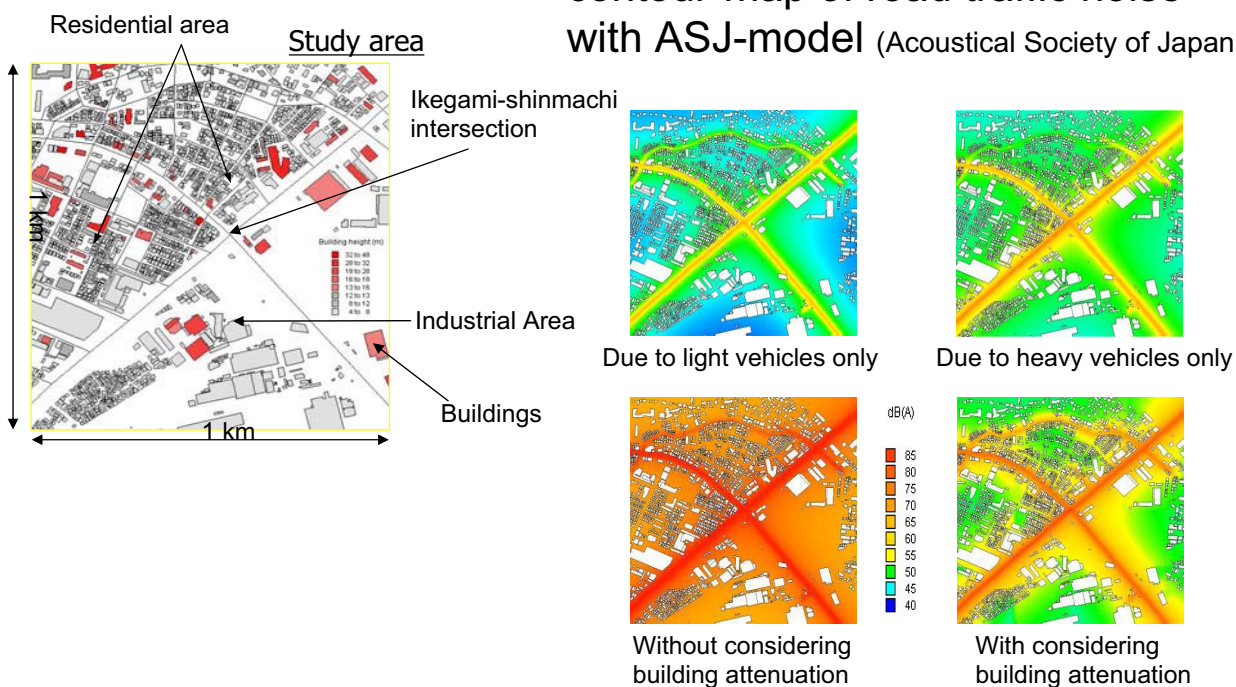 contour map of road traffic noise
with ASJ-model (Acoustical Society of Japan
Residential area
Study area
Ikegami-shinmachi
intersection
1 km
Building height (m)
32 to 48
28 to 32
18 to 28
16 to 18
13 to 16
12 to 13
8 to 12
4 to 8
Industrial Area
Buildings
1 km
Due to light vehicles only
Due to heavy vehicles only
dB(A)
85
80
75
70
65
60
55
50
45
40
Without considering
building attenuation
With considering
building attenuation